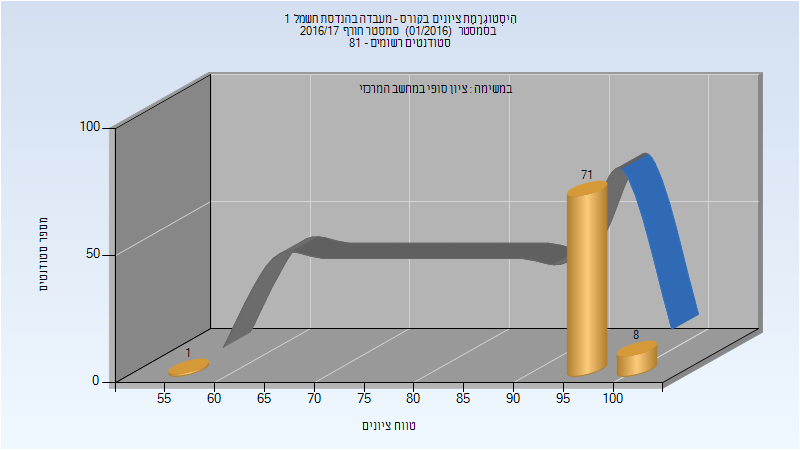 היסטוגרמת ציונים בקורס - מעבדה בהנדסת חשמל 1
בסמסטר (01/2016) סמסטר חורף 2016/17
סטודנטים רשומים - 81
במשימה : ציון סופי במחשב המרכזי
100
50
0
מספר סטודנטים
71
8
1
55 60 65 70 75 80 85 90 95 100
טווח ציונים